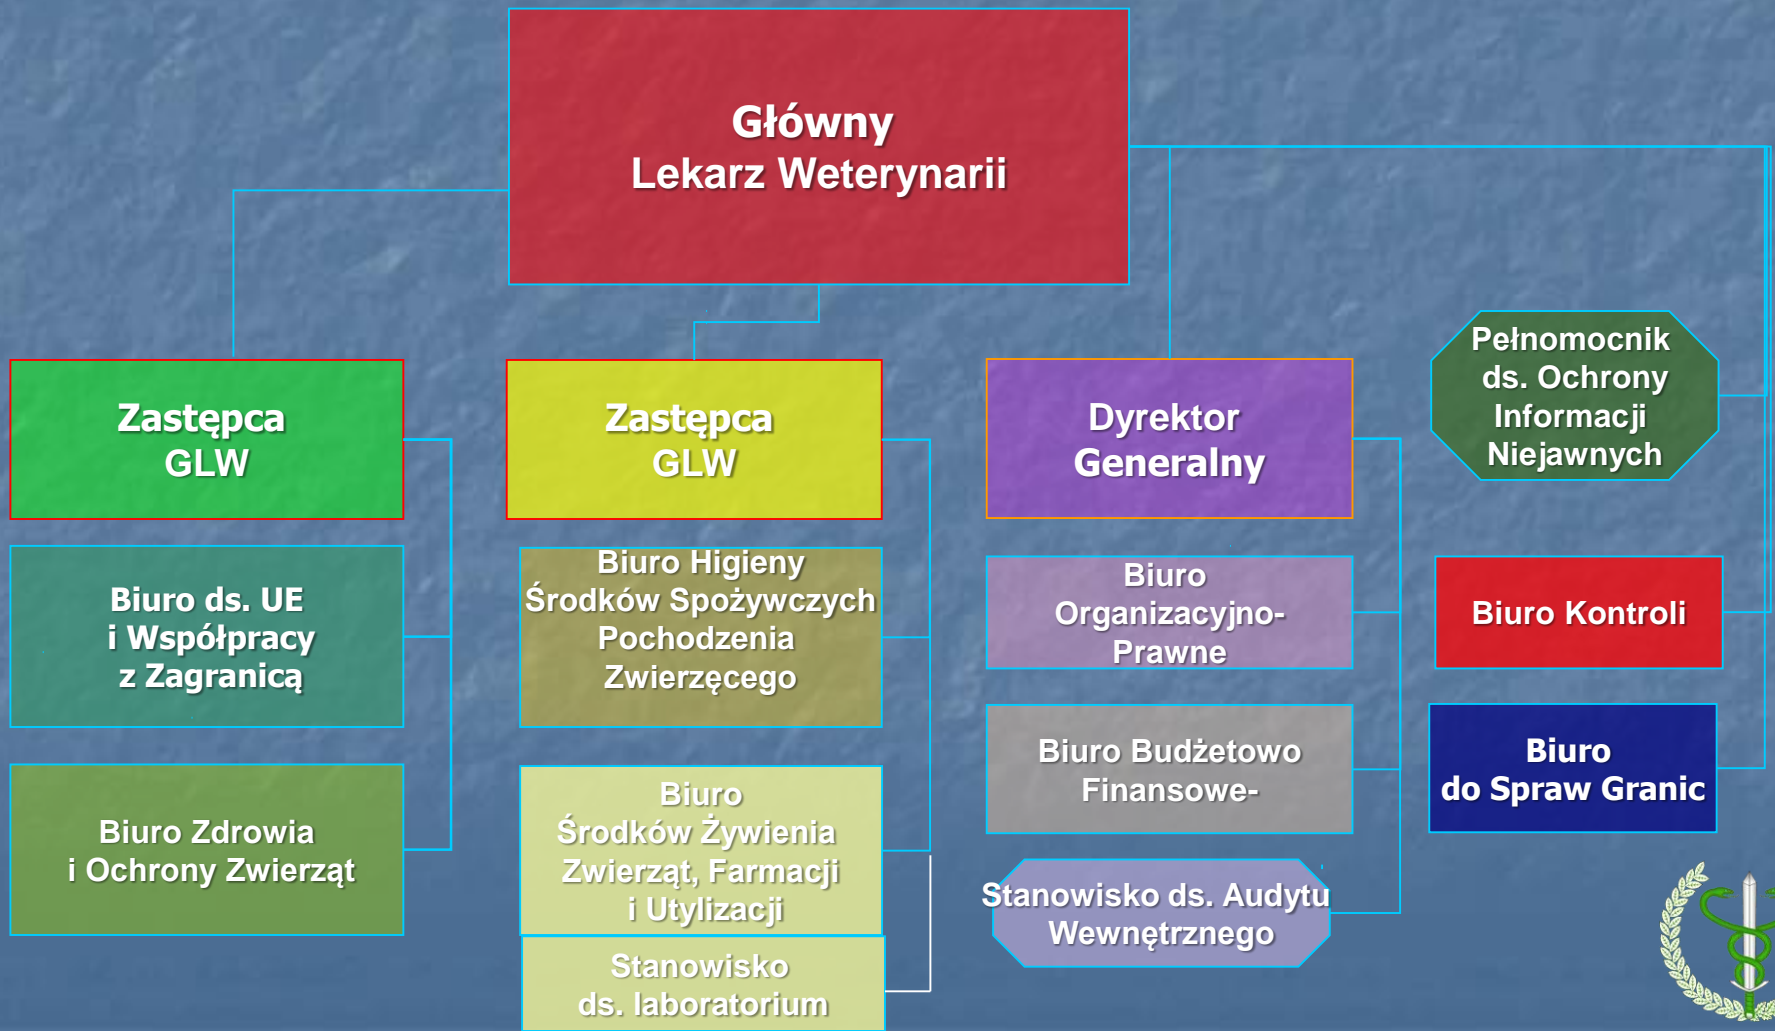 Główny
Lekarz Weterynarii
Zastępca
GLW
Zastępca
GLW
Dyrektor
Generalny
Pełnomocnik
ds. Ochrony
Informacji
Niejawnych
Biuro ds. UE
i Współpracy
z Zagranicą
Biuro Higieny
Środków Spożywczych
Pochodzenia
Zwierzęcego
Biuro
Organizacyjno-
Prawne
Biuro Kontroli
Biuro Zdrowia
i Ochrony Zwierząt
Biuro
Środków Żywienia
Zwierząt, Farmacji
i Utylizacji
Biuro Budżetowo
Finansowe-
Biuro
do Spraw Granic
Stanowisko
ds. laboratorium
Stanowisko ds. Audytu
Wewnętrznego